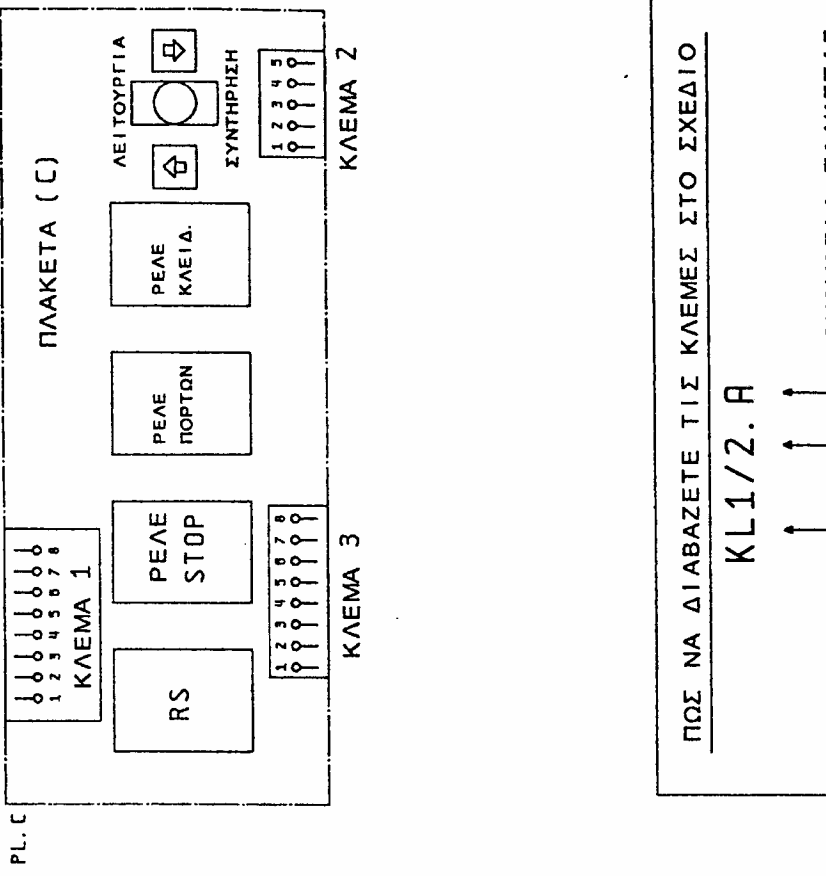 PL. C
ΠΛΑΚΕΤΑ (C)
1 2 3 4 5 6 7 8
ΚΛΕΜΑ 1
RS
ΡΕΛΕ
STOP
ΡΕΛΕ
ΠΟΡΤΩΝ
ΡΕΛΕ
ΚΛΕΙΔ.
ΛΕΙΤΟΥΡΓΙΑ
ΣΥΝΤΗΡΗΣΗ
1 2 3 4 5 6 7 8
ΚΛΕΜΑ 3
1 2 3 4 5
ΚΛΕΜΑ 2
ΠΩΣ ΝΑ ΔΙΑΒΑΖΕΤΕ ΤΙΣ ΚΛΕΜΕΣ ΣΤΟ ΣΧΕΔΙΟ
KL1/2. A